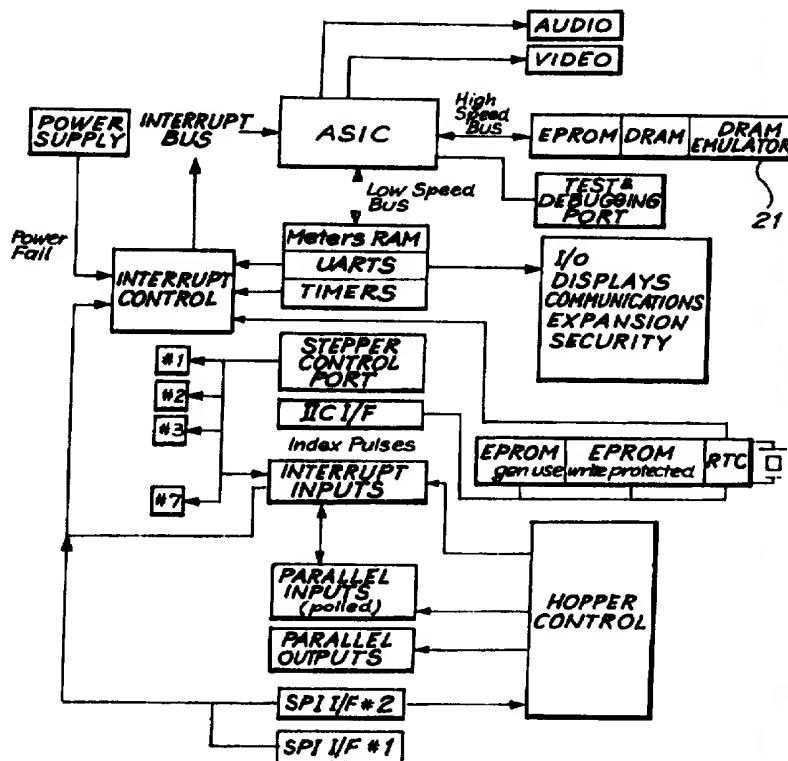 AUDIO
VIDEO
POWER
SUPPLY
INTERRUPT
BUS
ASIC
High
Speed
Bus
EPROM
DRAM
DRAM
EMULATOR
21
TEST &
DEBUGGING
PORT
Low Speed
Bus
Power
Fail
INTERRUPT
CONTROL
Meters RAM
UARTS
TIMERS
I/O
DISPLAYS
COMMUNICATIONS
EXPANSION
SECURITY
#1
#2
#3
#7
STEPPER
CONTROL
PORT
IIC I/F
Index Pulses
INTERRUPT
INPUTS
EPROM
gen use
EPROM
write protected
RTC
PARALLEL
INPUTS
(polled)
PARALLEL
OUTPUTS
HOPPER
CONTROL
SPI I/F #2
SPI I/F #1